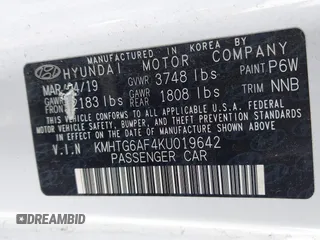 MANUFACTURED IN KOREA BY
HYUNDAI MOTOR COMPANY
MAR/04/19 GVWR 3748 lbs PAINT P6W
GAWR FRONT 2183 lbs GAWR REAR 1808 lbs TRIM NNB
THIS VEHICLE CONFORMS TO ALL APPLICABLE
U.S.A FEDERAL MOTOR VEHICLE SAFETY,
BUMPER, AND THEFT PREVENTION STANDARDS
IN EFFECT ON THE DATE OF
MANUFACTURE SHOWN ABOVE.
V.I.N KMHTG6AF4KU019642
PASSENGER CAR
DREAMBID